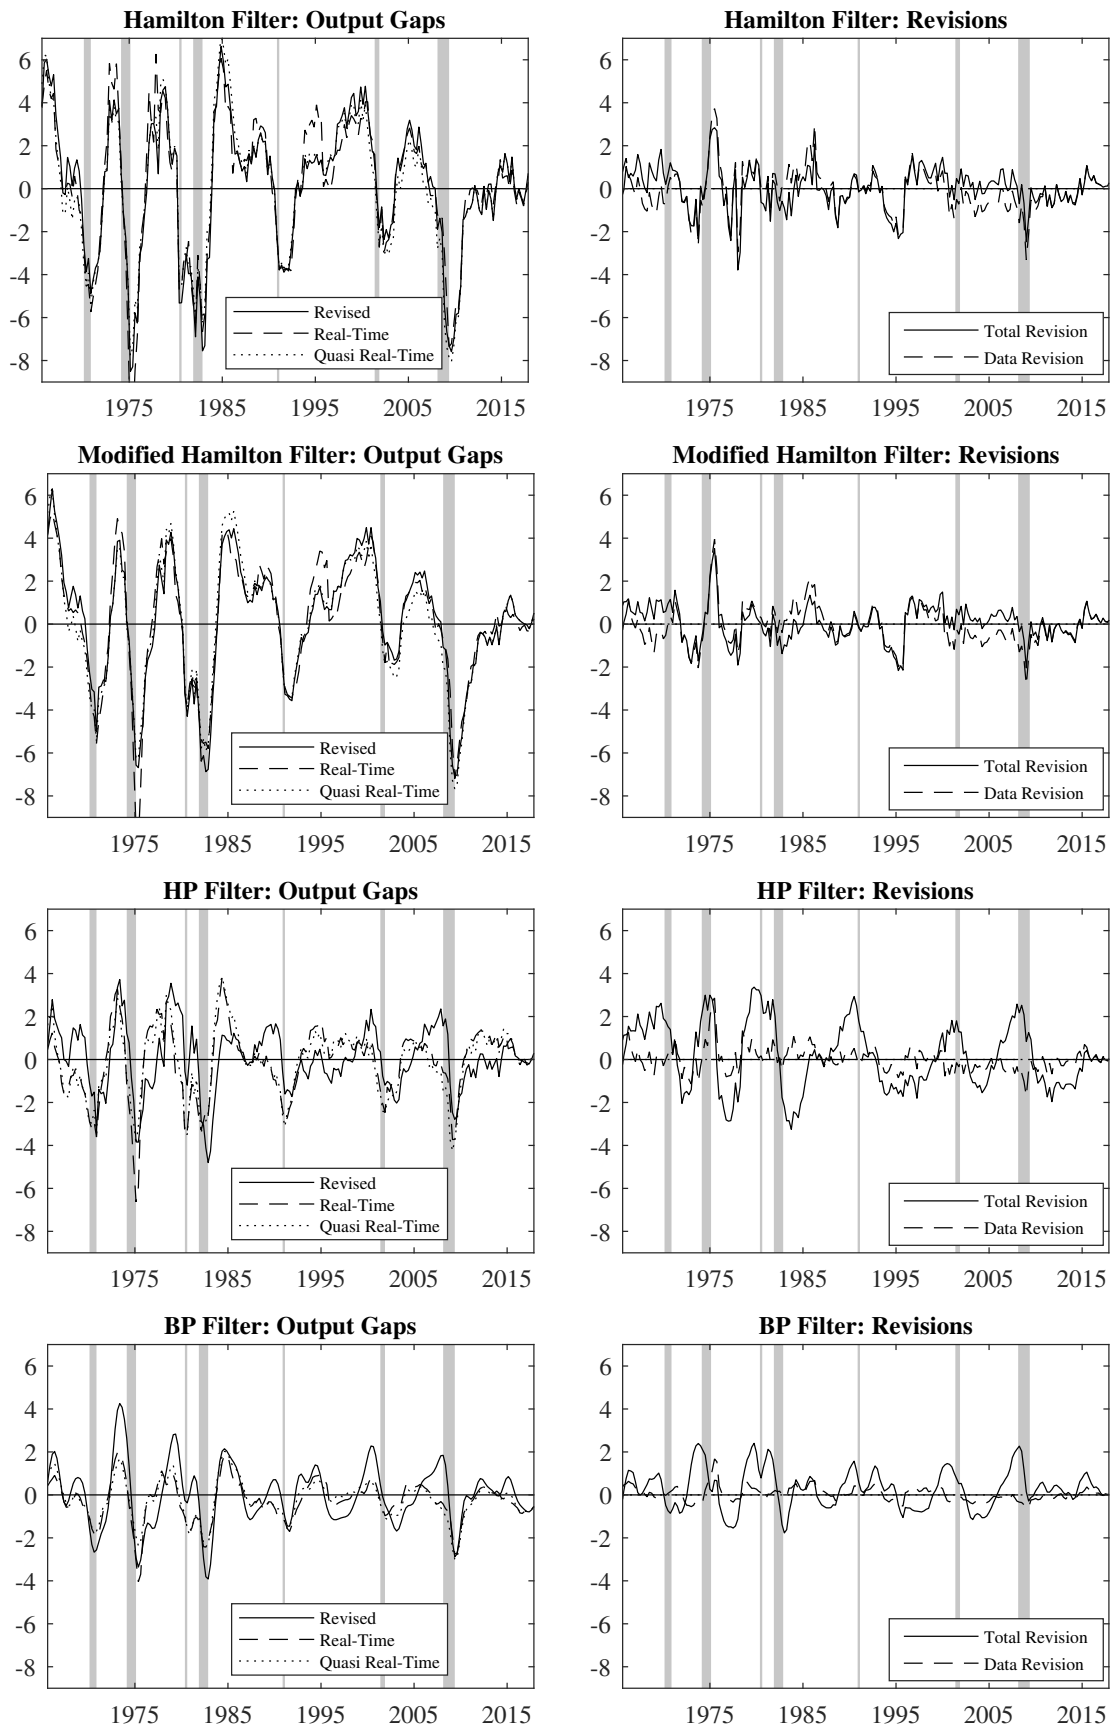 Hamilton Filter: Output Gaps
6
4
2
0
-2
-4
-6
-8
Revised
Real-Time
Quasi Real-Time
1975 1985 1995 2005 2015
Hamilton Filter: Revisions
6
4
2
0
-2
-4
-6
-8
Total Revision
Data Revision
1975 1985 1995 2005 2015
Modified Hamilton Filter: Output Gaps
6
4
2
0
-2
-4
-6
-8
Revised
Real-Time
Quasi Real-Time
1975 1985 1995 2005 2015
Modified Hamilton Filter: Revisions
6
4
2
0
-2
-4
-6
-8
Total Revision
Data Revision
1975 1985 1995 2005 2015
HP Filter: Output Gaps
6
4
2
0
-2
-4
-6
-8
Revised
Real-Time
Quasi Real-Time
1975 1985 1995 2005 2015
HP Filter: Revisions
6
4
2
0
-2
-4
-6
-8
Total Revision
Data Revision
1975 1985 1995 2005 2015
BP Filter: Output Gaps
6
4
2
0
-2
-4
-6
-8
Revised
Real-Time
Quasi Real-Time
1975 1985 1995 2005 2015
BP Filter: Revisions
6
4
2
0
-2
-4
-6
-8
Total Revision
Data Revision
1975 1985 1995 2005 2015